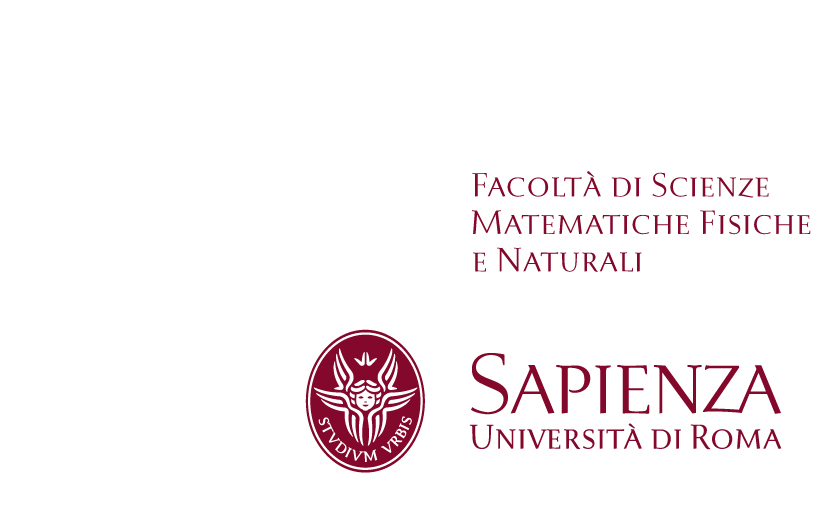 Facoltà di Scienze
Matematiche Fisiche
e Naturali
STVDIVM VRBIS
Sapienza
Università di Roma